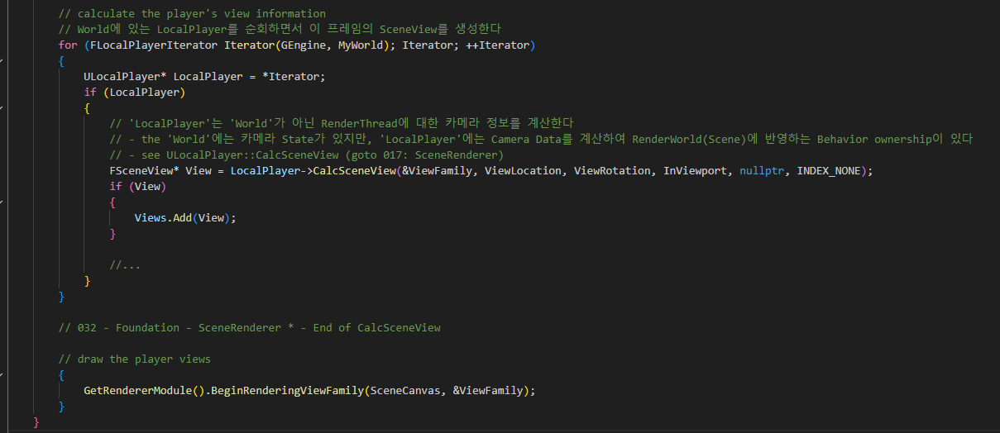 // calculate the player's view information
// World에 있는 LocalPlayer를 순회하면서 이 프레임의 SceneView를 생성한다
for (FLocalPlayerIterator Iterator(GEngine, MyWorld); Iterator; ++Iterator)
{
ULocalPlayer* LocalPlayer = *Iterator;
if (LocalPlayer)
{
// 'LocalPlayer'는 'World'가 아닌 RenderThread에 대한 카메라 정보를 계산한다
// - the 'World'에는 카메라 State가 있지만, 'LocalPlayer'에는 Camera Data를 계산하여 RenderWorld(Scene)에 반영하는 Behavior ownership이 있다
// - see ULocalPlayer::CalcSceneView (goto 017: SceneRenderer)
FSceneView* View = LocalPlayer->CalcSceneView(&ViewFamily, ViewLocation, ViewRotation, InViewport, nullptr, INDEX_NONE);
if (View)
{
Views.Add(View);
}
//...
}
}
// 032 - Foundation - SceneRenderer * - End of CalcSceneView
// draw the player views
{
GetRendererModule().BeginRenderingViewFamily(SceneCanvas, &ViewFamily);
}
}